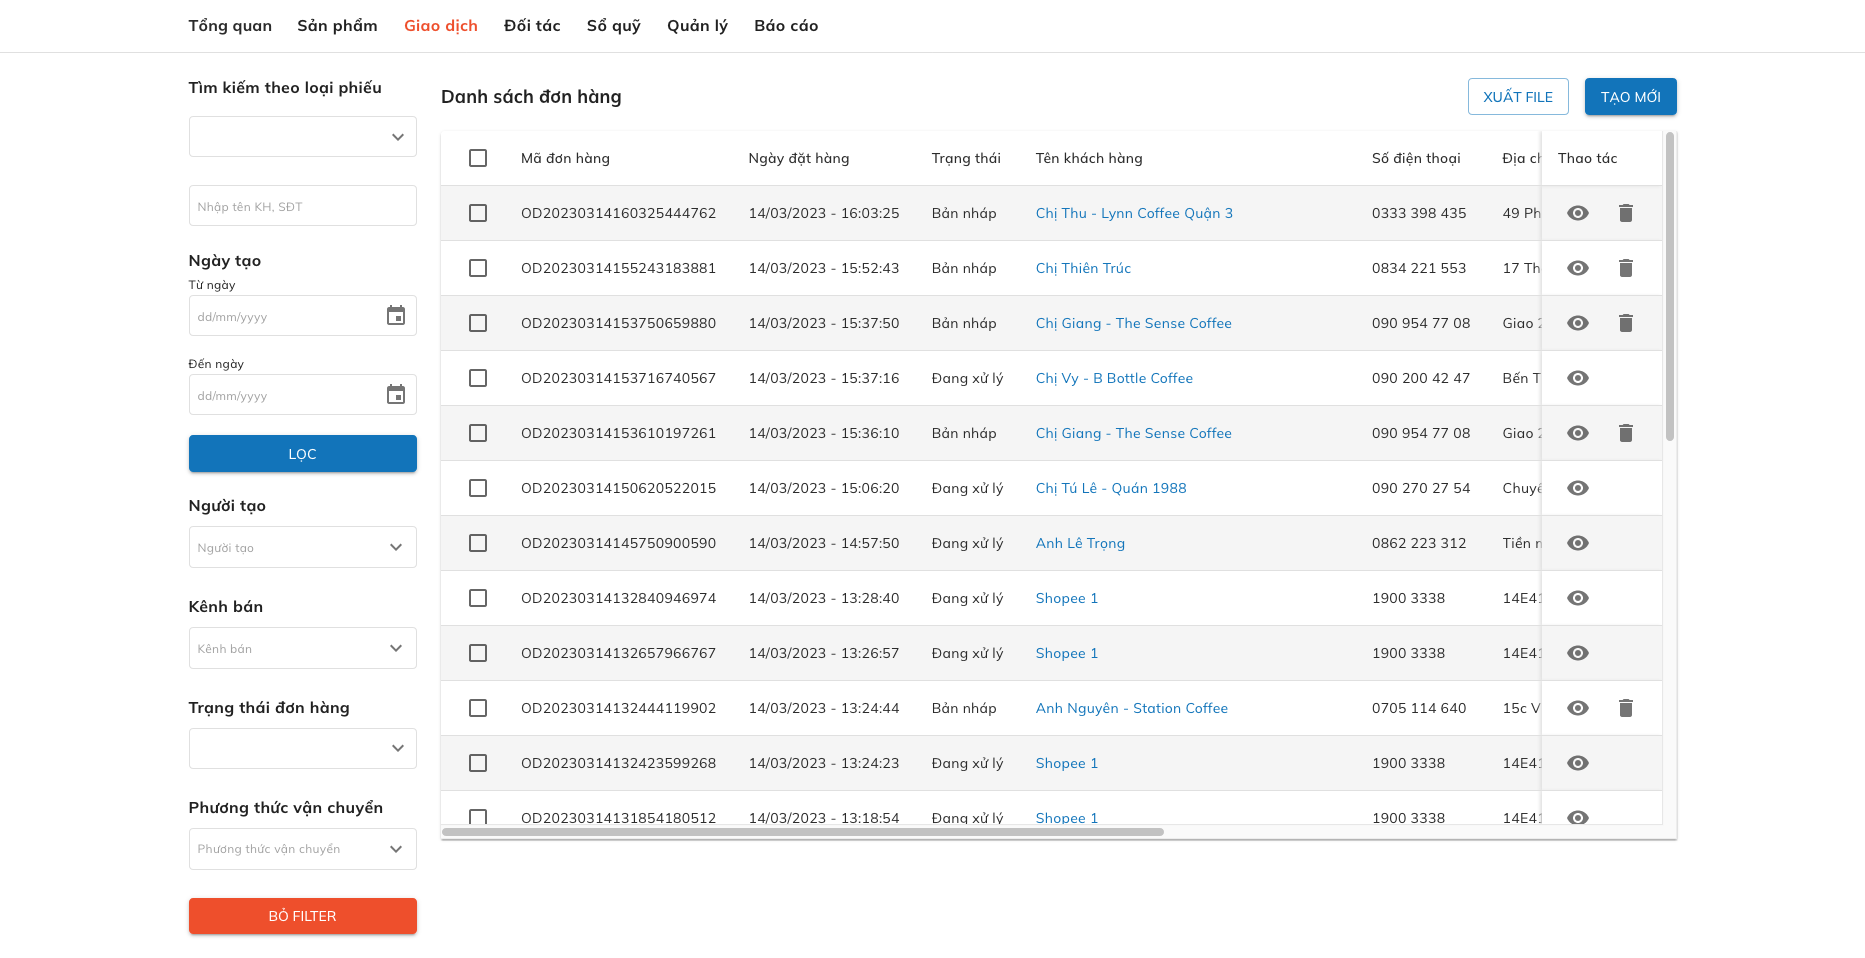 Tổng quan Sản phẩm Giao dịch Đối tác Sổ quỹ Quản lý Báo cáo
Tìm kiếm theo loại phiếu
Nhập tên KH, SĐT
Ngày tạo
Từ ngày
dd/mm/yyyy
Đến ngày
dd/mm/yyyy
LỌC
Người tạo
Người tạo
Kênh bán
Kênh bán
Trạng thái đơn hàng
Phương thức vận chuyển
Phương thức vận chuyển
BỎ FILTER
Danh sách đơn hàng
XUẤT FILE TẠO MỚI
Mã đơn hàng Ngày đặt hàng Trạng thái Tên khách hàng Số điện thoại Địa Thao tác
OD20230314160325444762 14/03/2023 - 16:03:25 Bản nháp Chị Thu - Lynn Coffee Quận 3 0333 398 435 49 Ph
OD20230314155243183881 14/03/2023 - 15:52:43 Bản nháp Chị Thiên Trúc 0834 221 553 17 Th
OD20230314153750659880 14/03/2023 - 15:37:50 Bản nháp Chị Giang - The Sense Coffee 090 954 77 08 Giao
OD20230314153716740567 14/03/2023 - 15:37:16 Đang xử lý Chị Vy - B Bottle Coffee 090 200 42 47 Bến T
OD20230314153610197261 14/03/2023 - 15:36:10 Bản nháp Chị Giang - The Sense Coffee 090 954 77 08 Giao
OD20230314150620522015 14/03/2023 - 15:06:20 Đang xử lý Chị Tú Lê - Quán 1988 090 270 27 54 Chuyê
OD20230314145750900590 14/03/2023 - 14:57:50 Đang xử lý Anh Lê Trọng 0862 223 312 Tiền
OD20230314132840946974 14/03/2023 - 13:28:40 Đang xử lý Shopee 1 1900 3338 14E41
OD20230314132657966767 14/03/2023 - 13:26:57 Đang xử lý Shopee 1 1900 3338 14E41
OD20230314132444119902 14/03/2023 - 13:24:44 Bản nháp Anh Nguyên - Station Coffee 0705 114 640 15c V
OD20230314132423599268 14/03/2023 - 13:24:23 Đang xử lý Shopee 1 1900 3338 14E41
OD20230314131854180512 14/03/2023 - 13:18:54 Đang xử lý Shopee 1 1900 3338 14E41